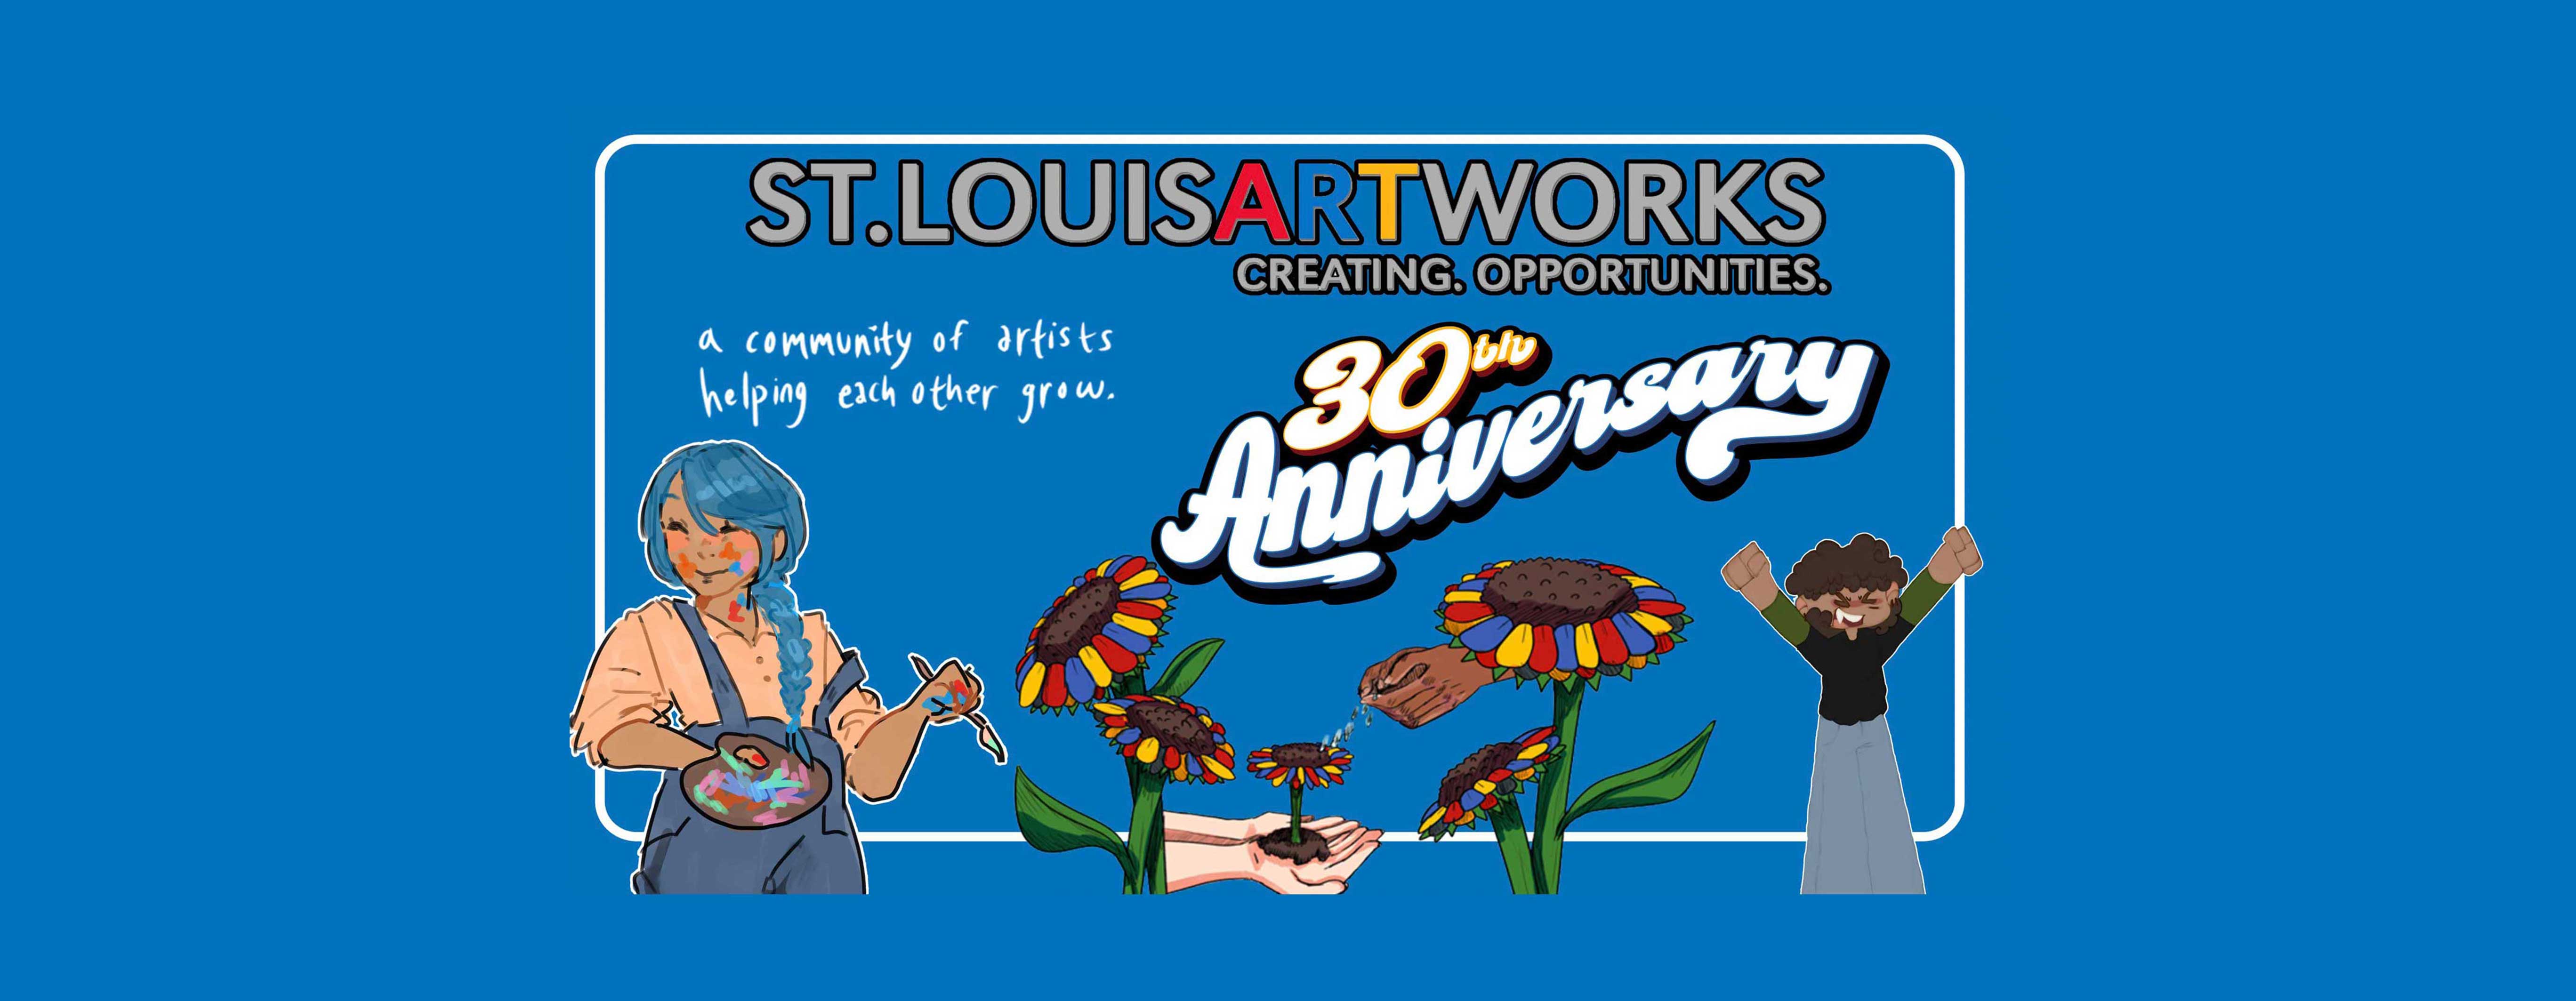 ST.LOUISARTWORKS
CREATING. OPPORTUNITIES.
a community of artists
helping each other grow.
30th
Anniversary